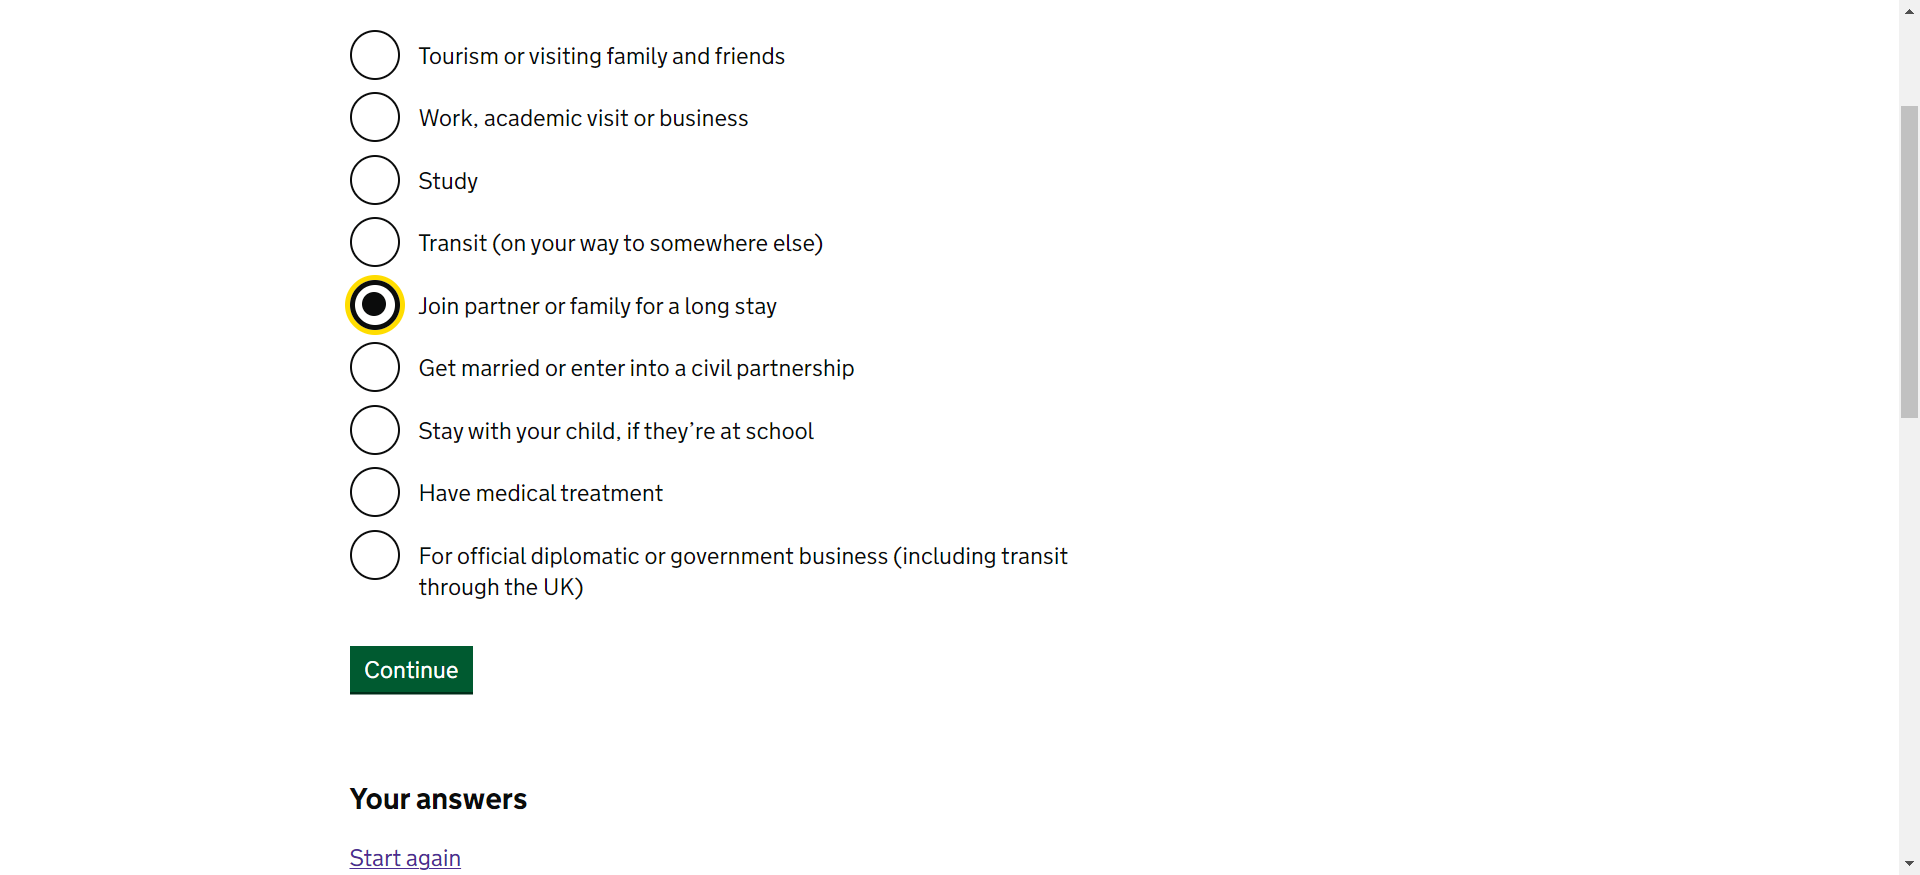 Tourism or visiting family and friends
Work, academic visit or business
Study
Transit (on your way to somewhere else)
Join partner or family for a long stay
Get married or enter into a civil partnership
Stay with your child, if they’re at school
Have medical treatment
For official diplomatic or government business (including transit
through the UK)
Continue
Your answers
Start again